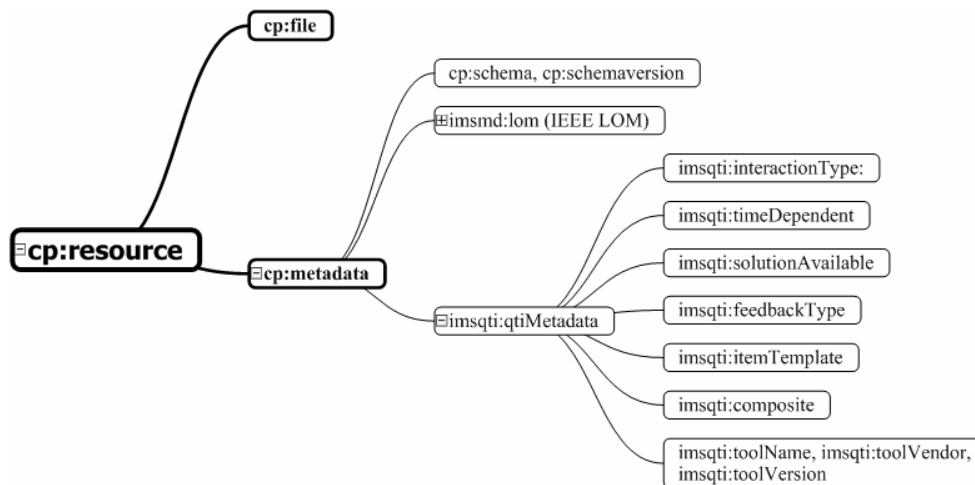 cp:file
cp:schema, cp:schemaversion
imsmd:lom (IEEE LOM)
imsqti:interactionType:
imsqti:timeDependent
cp:resource
imsqti:solutionAvailable
cp:metadata
imsqti:feedbackType
imsqti:qtiMetadata
imsqti:itemTemplate
imsqti:composite
imsqti:toolName, imsqti:toolVendor,
imsqti:toolVersion